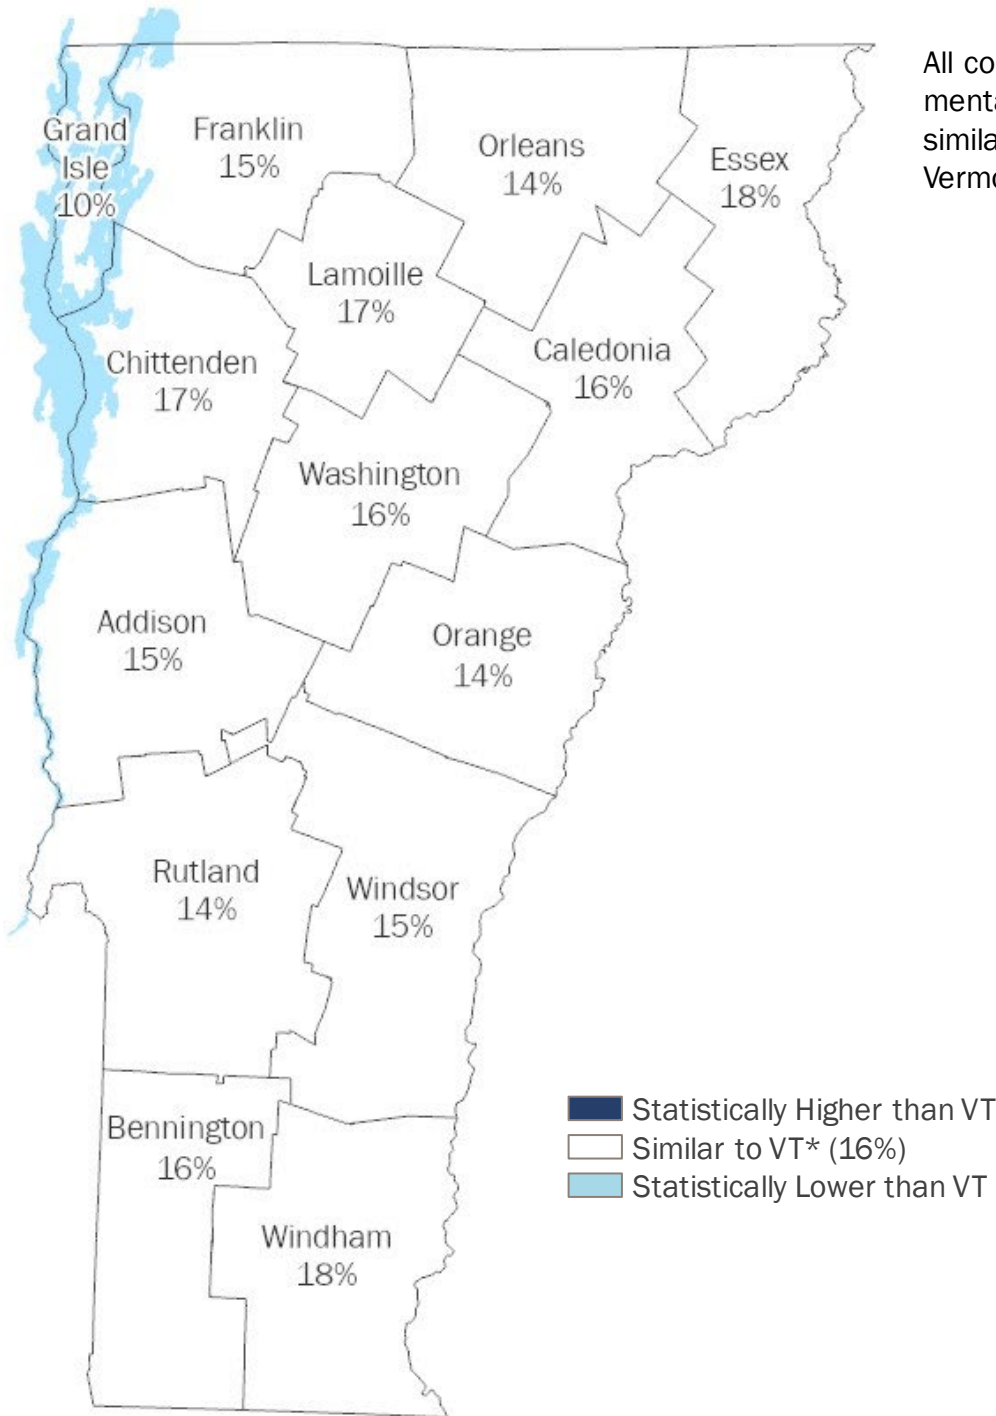 All co
menta
simila
Vermo
Grand
Isle
10%
Franklin
15%
Orleans
14%
Essex
18%
Lamoille
17%
Chittenden
17%
Caledonia
16%
Washington
16%
Addison
15%
Orange
14%
Rutland
14%
Windsor
15%
Bennington
16%
Windham
18%
Statistically Higher than VT
Similar to VT* (16%)
Statistically Lower than VT